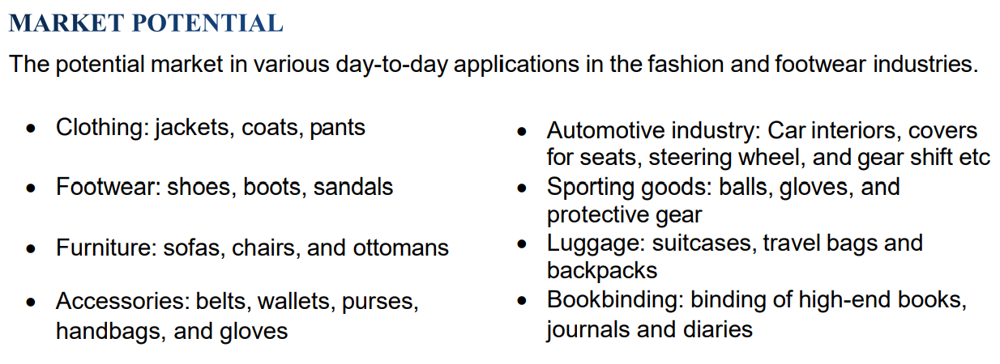 MARKET POTENTIAL
The potential market in various day-to-day applications in the fashion and footwear industries.
• Clothing: jackets, coats, pants
• Footwear: shoes, boots, sandals
• Furniture: sofas, chairs, and ottomans
• Accessories: belts, wallets, purses,
handbags, and gloves
• Automotive industry: Car interiors, covers
for seats, steering wheel, and gear shift etc
• Sporting goods: balls, gloves, and
protective gear
• Luggage: suitcases, travel bags and
backpacks
• Bookbinding: binding of high-end books,
journals and diaries